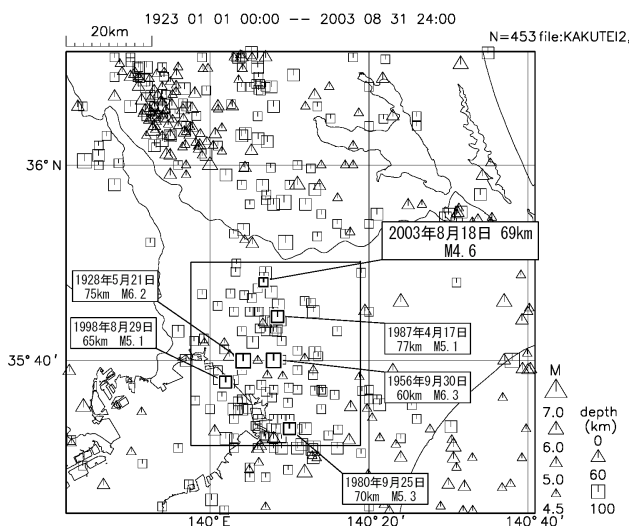 1923 01 01 00:00 -- 2003 08 31 24:00
20km
N=453 file:KAKUTEI2,
36° N
2003年8月18日 69km
M4.6
1928年5月21日
75km M6.2
1998年8月29日
65km M5.1
1987年4月17日
77km M5.1
35° 40′
1956年9月30日
60km M6.3
1980年9月25日
70km M5.3
M
7.0
6.0
5.0
4.5
depth
(km)
0
60
100
140° E
140° 20′
140° 40′